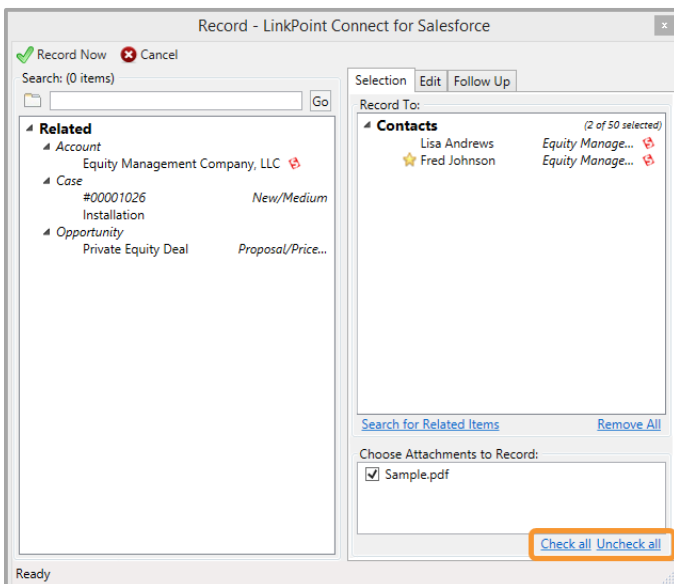 Record - LinkPoint Connect for Salesforce
x
Record Now Cancel
Search: (0 items)
Go
Related
Account
Equity Management Company, LLC
Case
#00001026 New/Medium
Installation
Opportunity
Private Equity Deal Proposal/Price...
Selection Edit Follow Up
Record To:
Contacts (2 of 50 selected)
Lisa Andrews Equity Manage...
Fred Johnson Equity Manage...
Search for Related Items Remove All
Choose Attachments to Record:
Sample.pdf
Check all Uncheck all
Ready